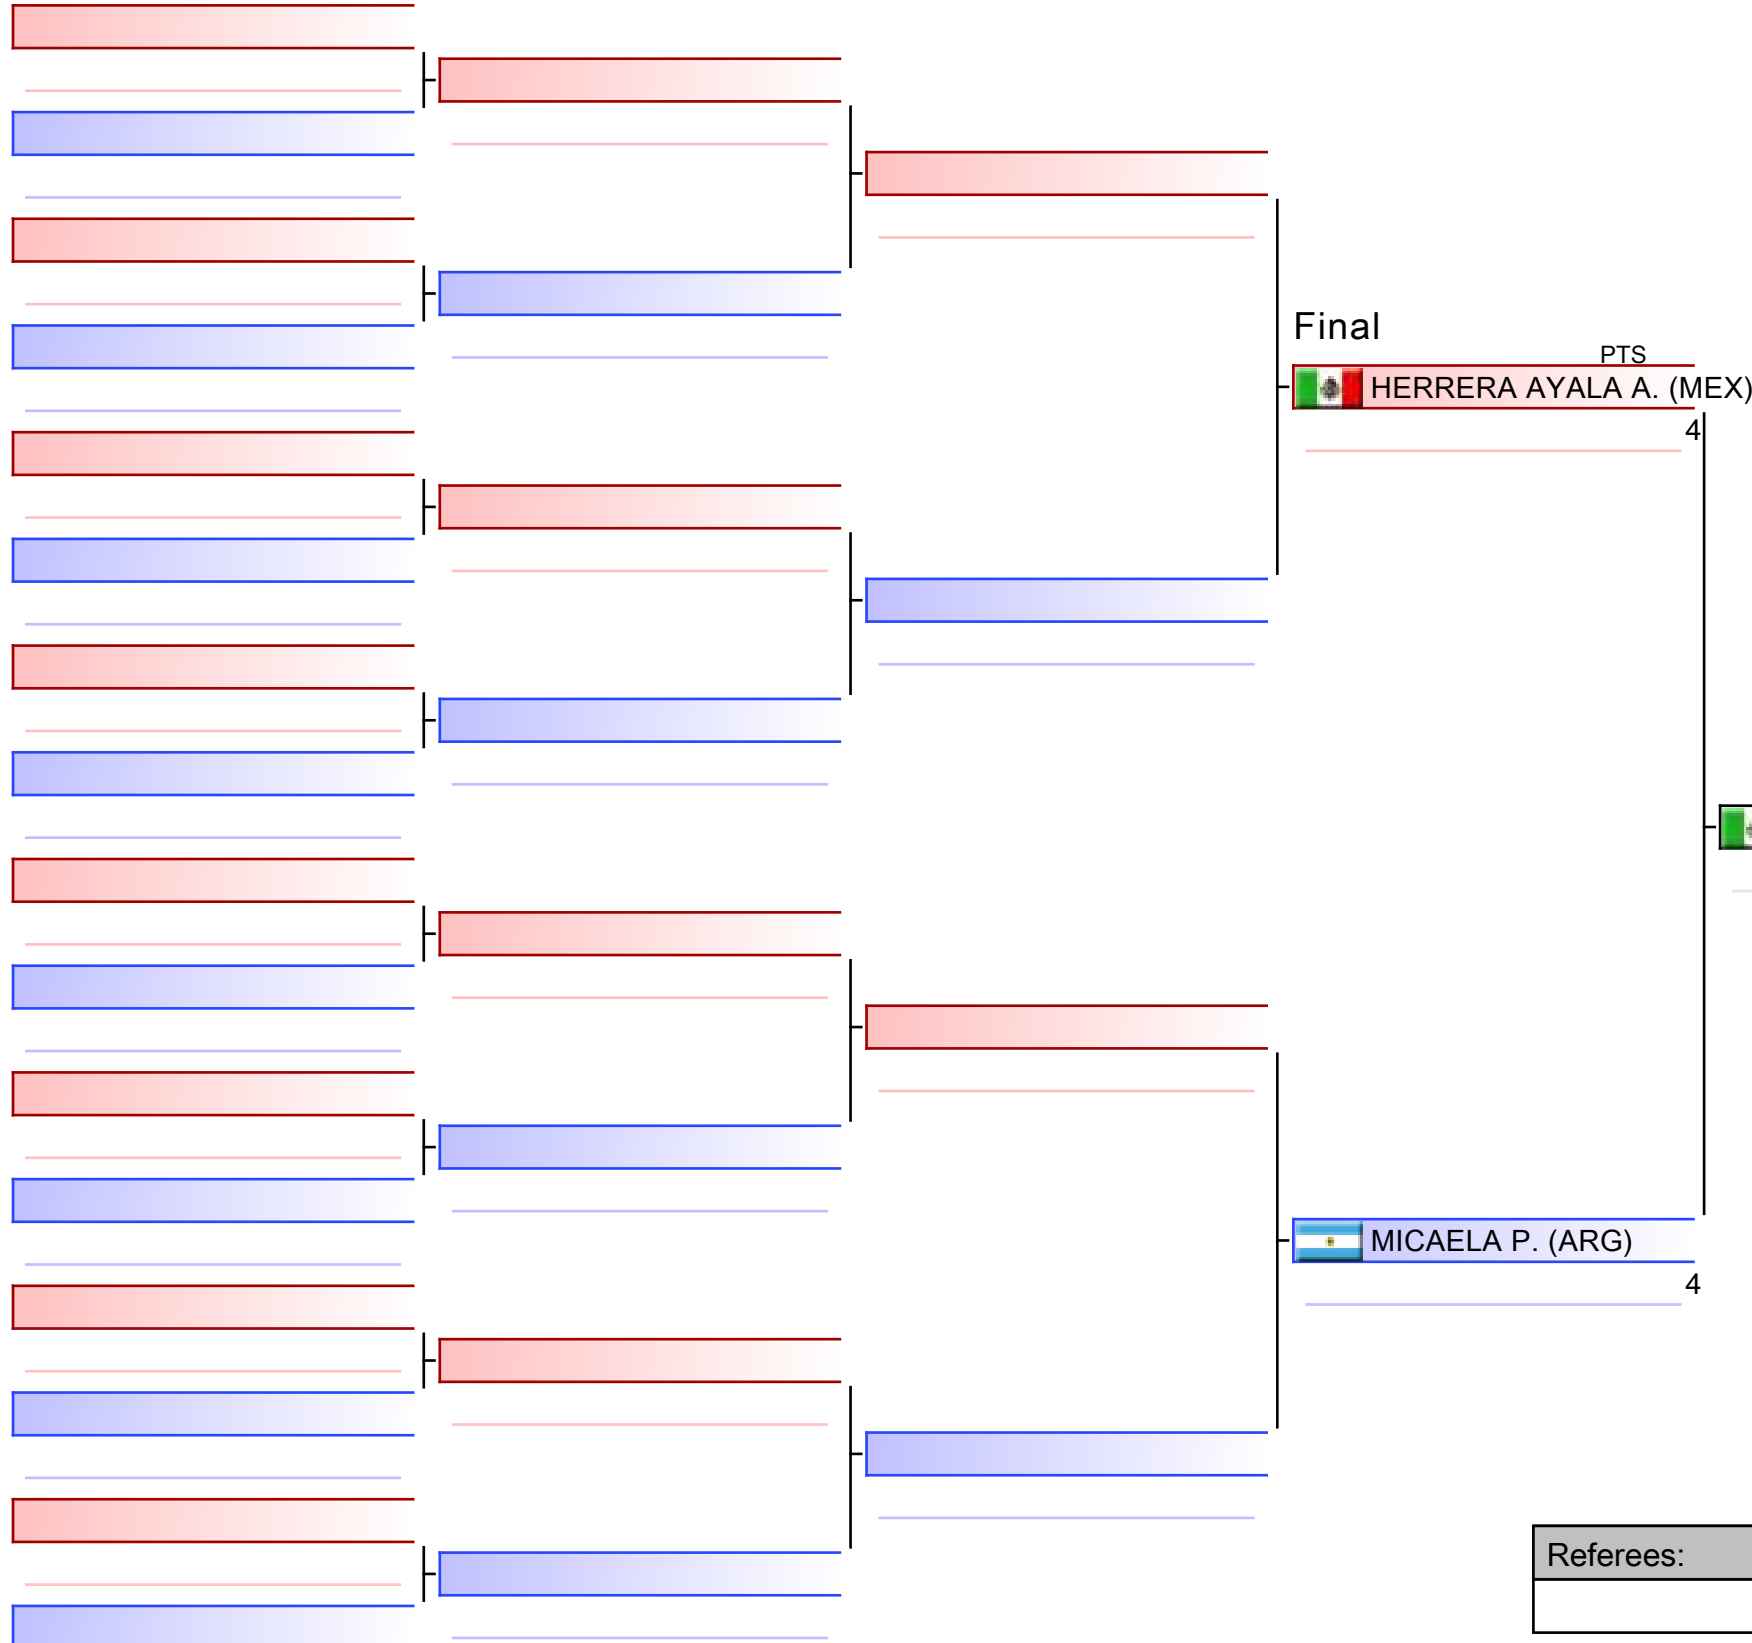 Final
PTS
HERRERA AYALA A. (MEX)
4
MICAELA P. (ARG)
4
Referees: